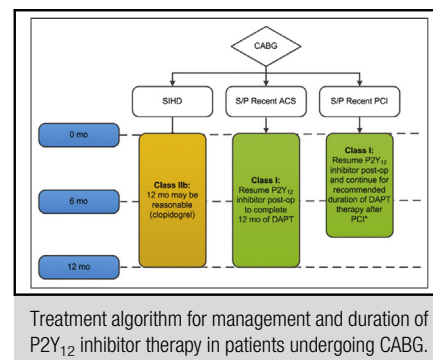 CABG
SIHD
S/P Recent ACS
S/P Recent PCI
0 mo
6 mo
12 mo
Class IIb:
12 mo may be
reasonable
(clopidogrel)
Class I:
Resume P2Y₁₂
inhibitor post-op
to complete
12 mo of DAPT
Class I:
Resume P2Y₁₂
inhibitor post-op
and continue for
recommended
duration of DAPT
therapy after
PCI*
Treatment algorithm for management and duration of
P2Y₁₂ inhibitor therapy in patients undergoing CABG.